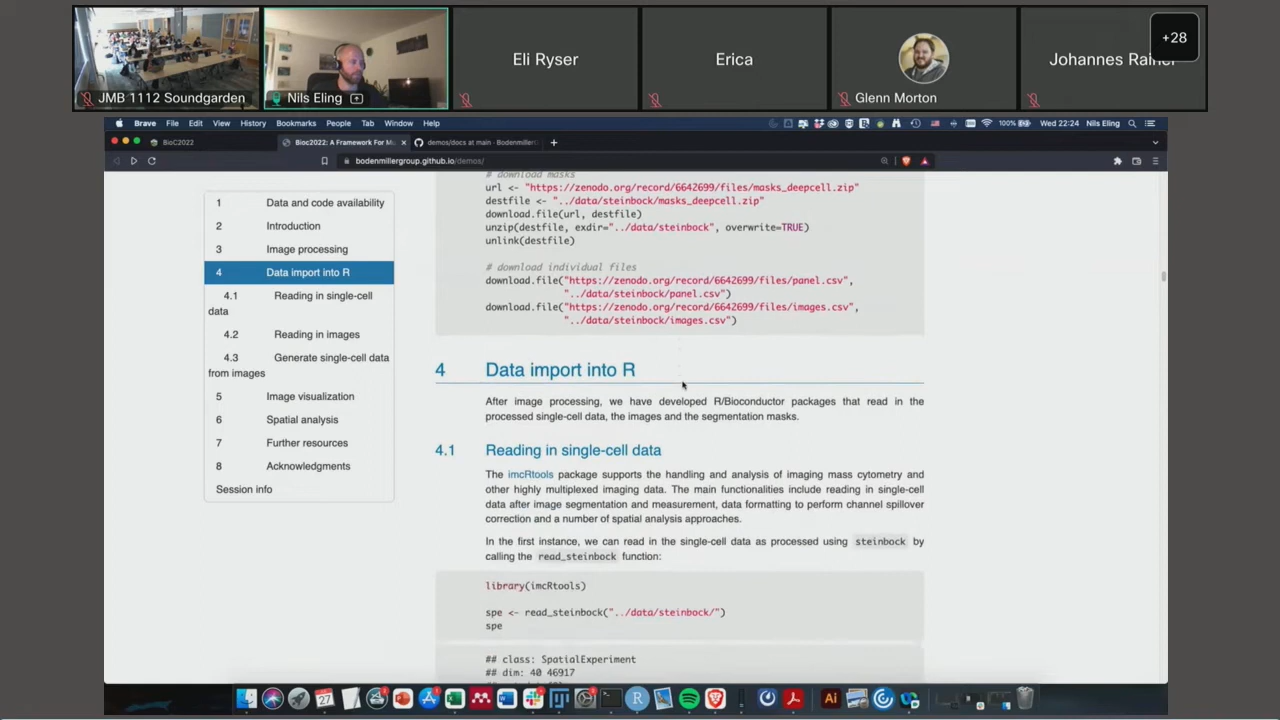 JMB 1112 Soundgarden
Nils Eling
Eli Ryser
Erica
Glenn Morton
Johannes Rainer
+28
Brave File Edit View History Bookmarks People Tab Window Help
100% Wed 22:24 Nils Eling
BioC2022
Bioc2022: A Framework For Mu
demos/docs at main · Bodenmiller
bodenmillergroup.github.io/demos/
1 Data and code availability
2 Introduction
3 Image processing
4 Data import into R
4.1 Reading in single-cell
data
4.2 Reading in images
4.3 Generate single-cell data
from images
5 Image visualization
6 Spatial analysis
7 Further resources
8 Acknowledgments
Session info
# download masks
url <- "https://zenodo.org/record/6642699/files/masks_deepcell.zip"
destfile <- "../data/steinbock/masks_deepcell.zip"
download.file(url, destfile)
unzip(destfile, exdir="../data/steinbock", overwrite=TRUE)
unlink(destfile)
# download individual files
download.file("https://zenodo.org/record/6642699/files/panel.csv",
"../data/steinbock/panel.csv")
download.file("https://zenodo.org/record/6642699/files/images.csv",
"../data/steinbock/images.csv")
4 Data import into R
After image processing, we have developed R/Bioconductor packages that read in the
processed single-cell data, the images and the segmentation masks.
4.1 Reading in single-cell data
The imcRtools package supports the handling and analysis of imaging mass cytometry and
other highly multiplexed imaging data. The main functionalities include reading in single-cell
data after image segmentation and measurement, data formatting to perform channel spillover
correction and a number of spatial analysis approaches.
In the first instance, we can read in the single-cell data as processed using steinbock by
calling the read_steinbock function:
library(imcRtools)
spe <- read_steinbock("../data/steinbock/")
spe
## class: SpatialExperiment
## dim: 40 46917
27
Ai